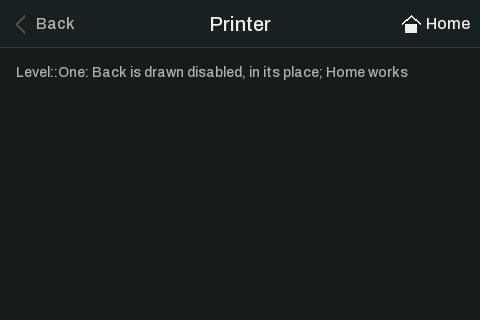 Back
Printer
Home
Level::One: Back is drawn disabled, in its place; Home works